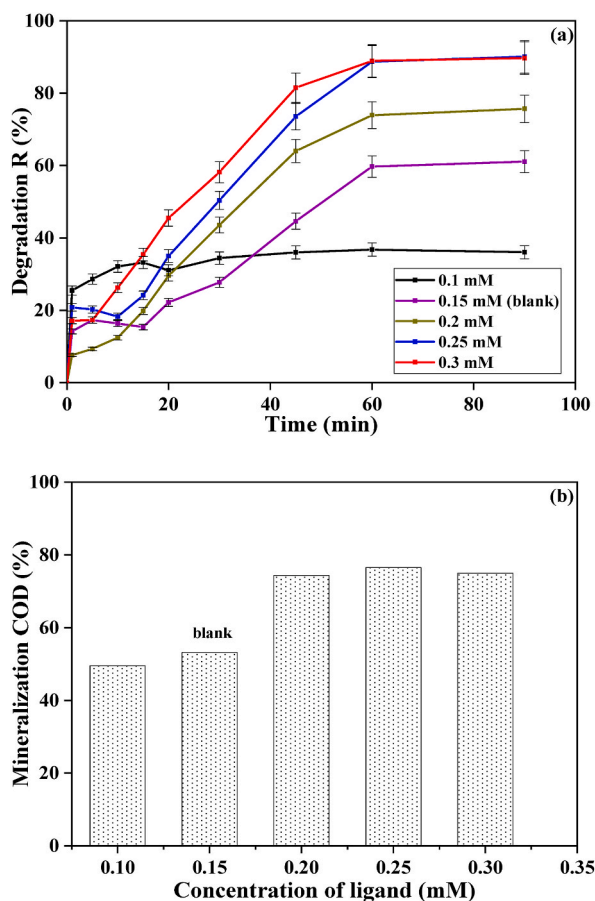 100
(a)
80
60
40
20
0
Degradation R (%)
0.1 mM
0.15 mM (blank)
0.2 mM
0.25 mM
0.3 mM
0 20 40 60 80 100
Time (min)
100
(b)
80
60
40
20
0
Mineralization COD (%)
blank
0.10 0.15 0.20 0.25 0.30 0.35
Concentration of ligand (mM)